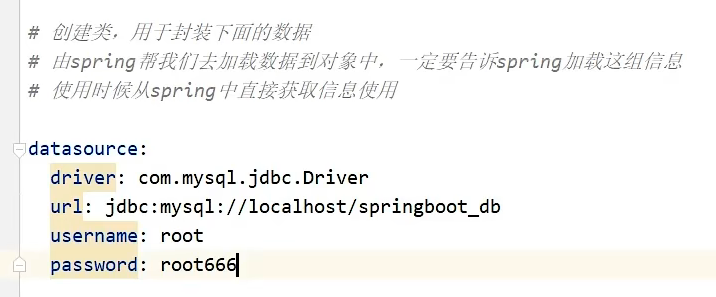 # 创建类，用于封装下面的数据
# 由spring帮我们去加载数据到对象中，一定要告诉spring加载这组信息
# 使用时候从spring中直接获取信息使用
datasource:
driver: com.mysql.jdbc.Driver
url: jdbc:mysql://localhost/springboot_db
username: root
password: root666